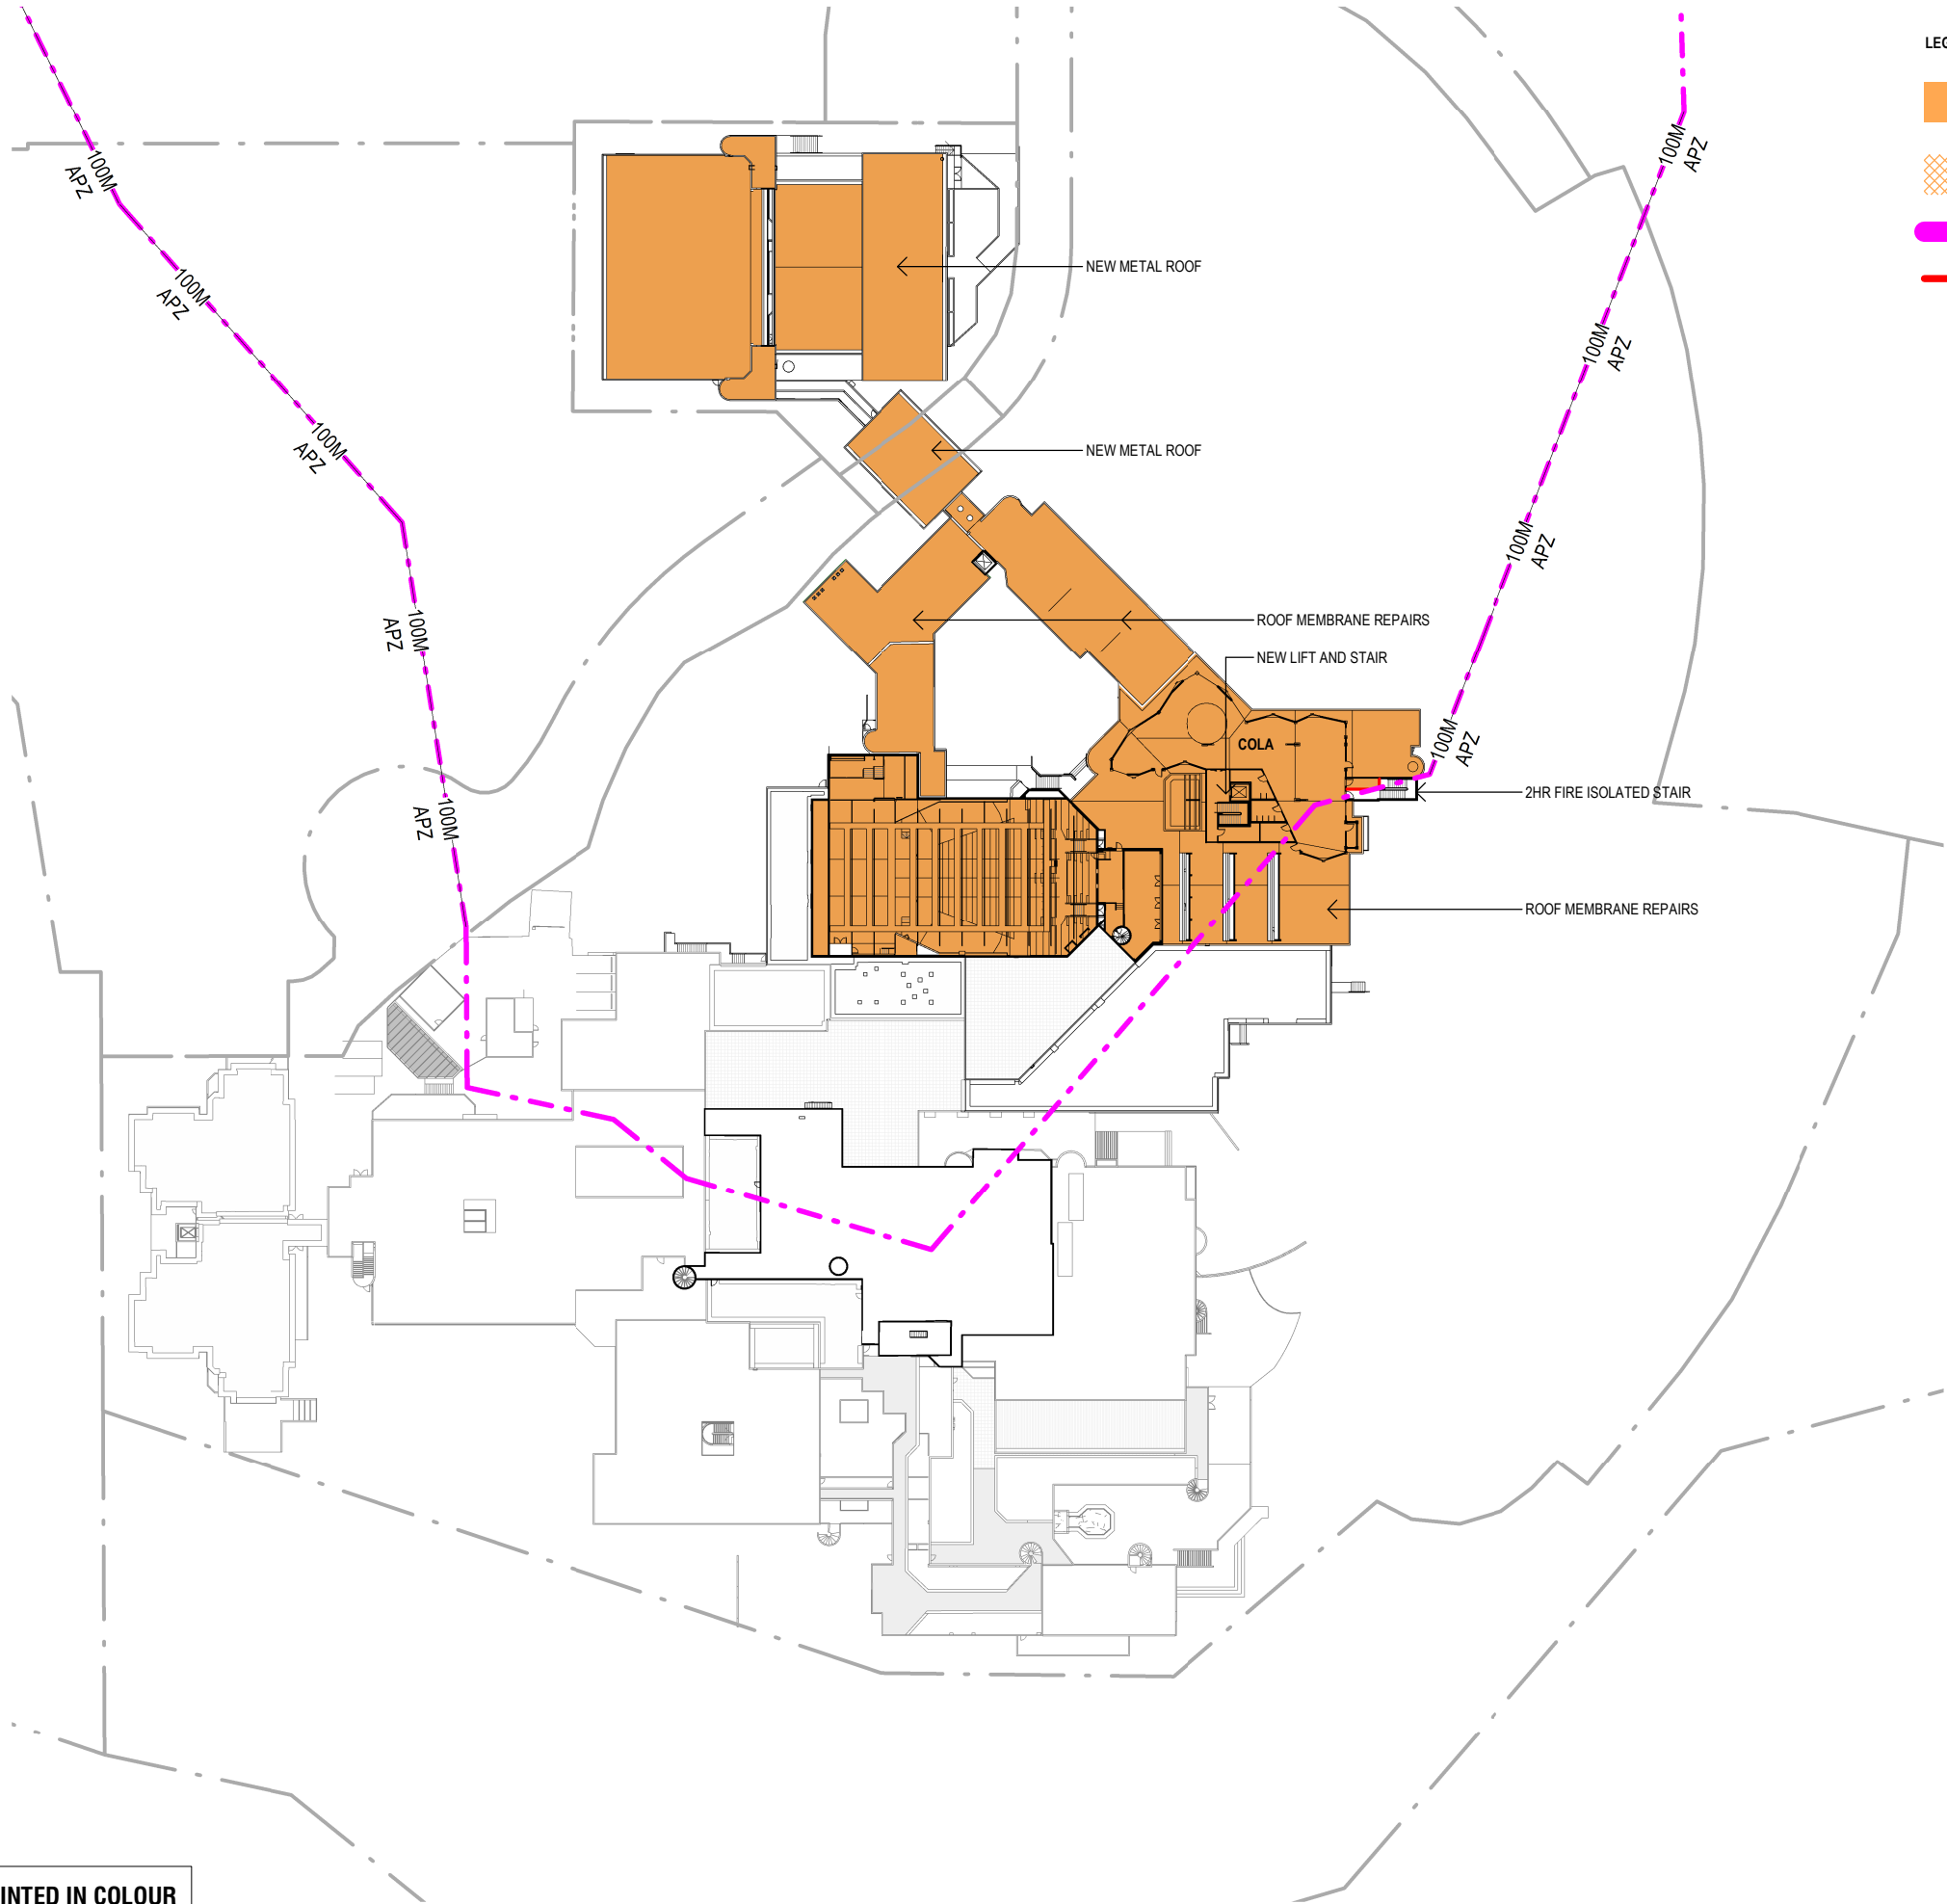 LEG
100M
APZ
100M
APZ
NEW METAL ROOF
100M
APZ
100M
APZ
100M
APZ
NEW METAL ROOF
100M
APZ
100M
APZ
ROOF MEMBRANE REPAIRS
NEW LIFT AND STAIR
COLA
100M
APZ
2HR FIRE ISOLATED STAIR
100M
APZ
ROOF MEMBRANE REPAIRS
INTED IN COLOUR